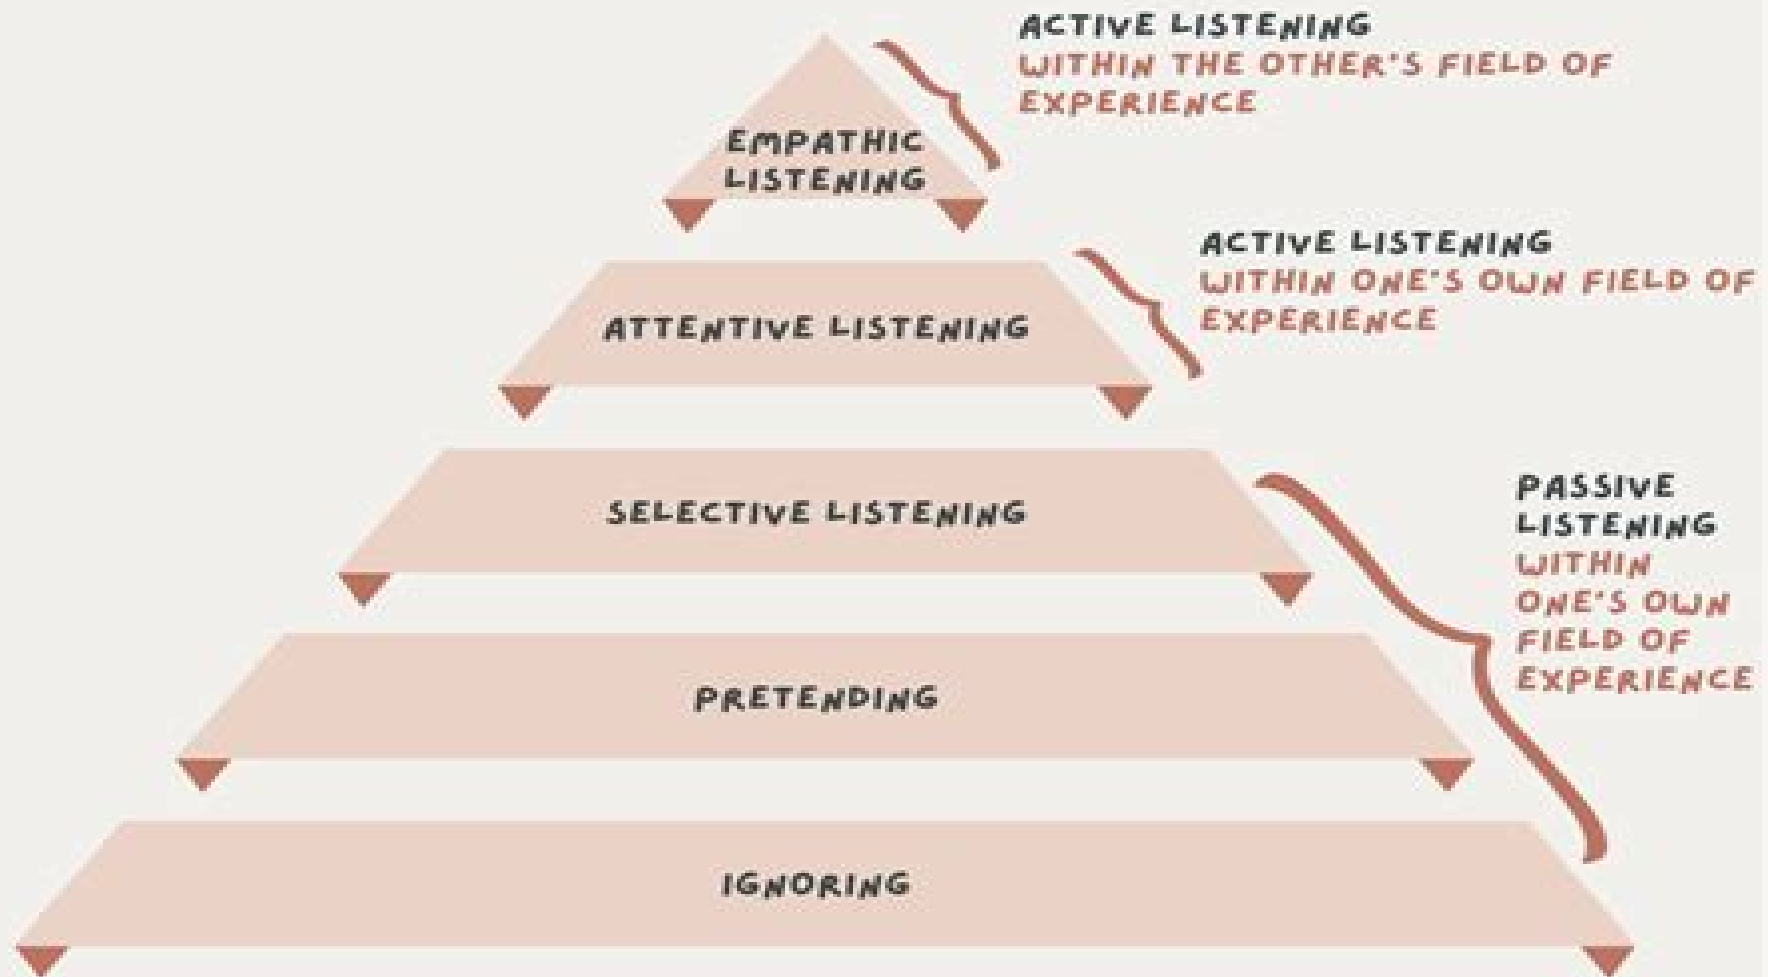 ACTIVE LISTENING
WITHIN THE OTHER'S FIELD OF
EXPERIENCE
EMPATHIC
LISTENING
ACTIVE LISTENING
WITHIN ONE'S OWN FIELD OF
EXPERIENCE
ATTENTIVE LISTENING
SELECTIVE LISTENING
PASSIVE
LISTENING
WITHIN
ONE'S OWN
FIELD OF
EXPERIENCE
PRETENDING
IGNORING